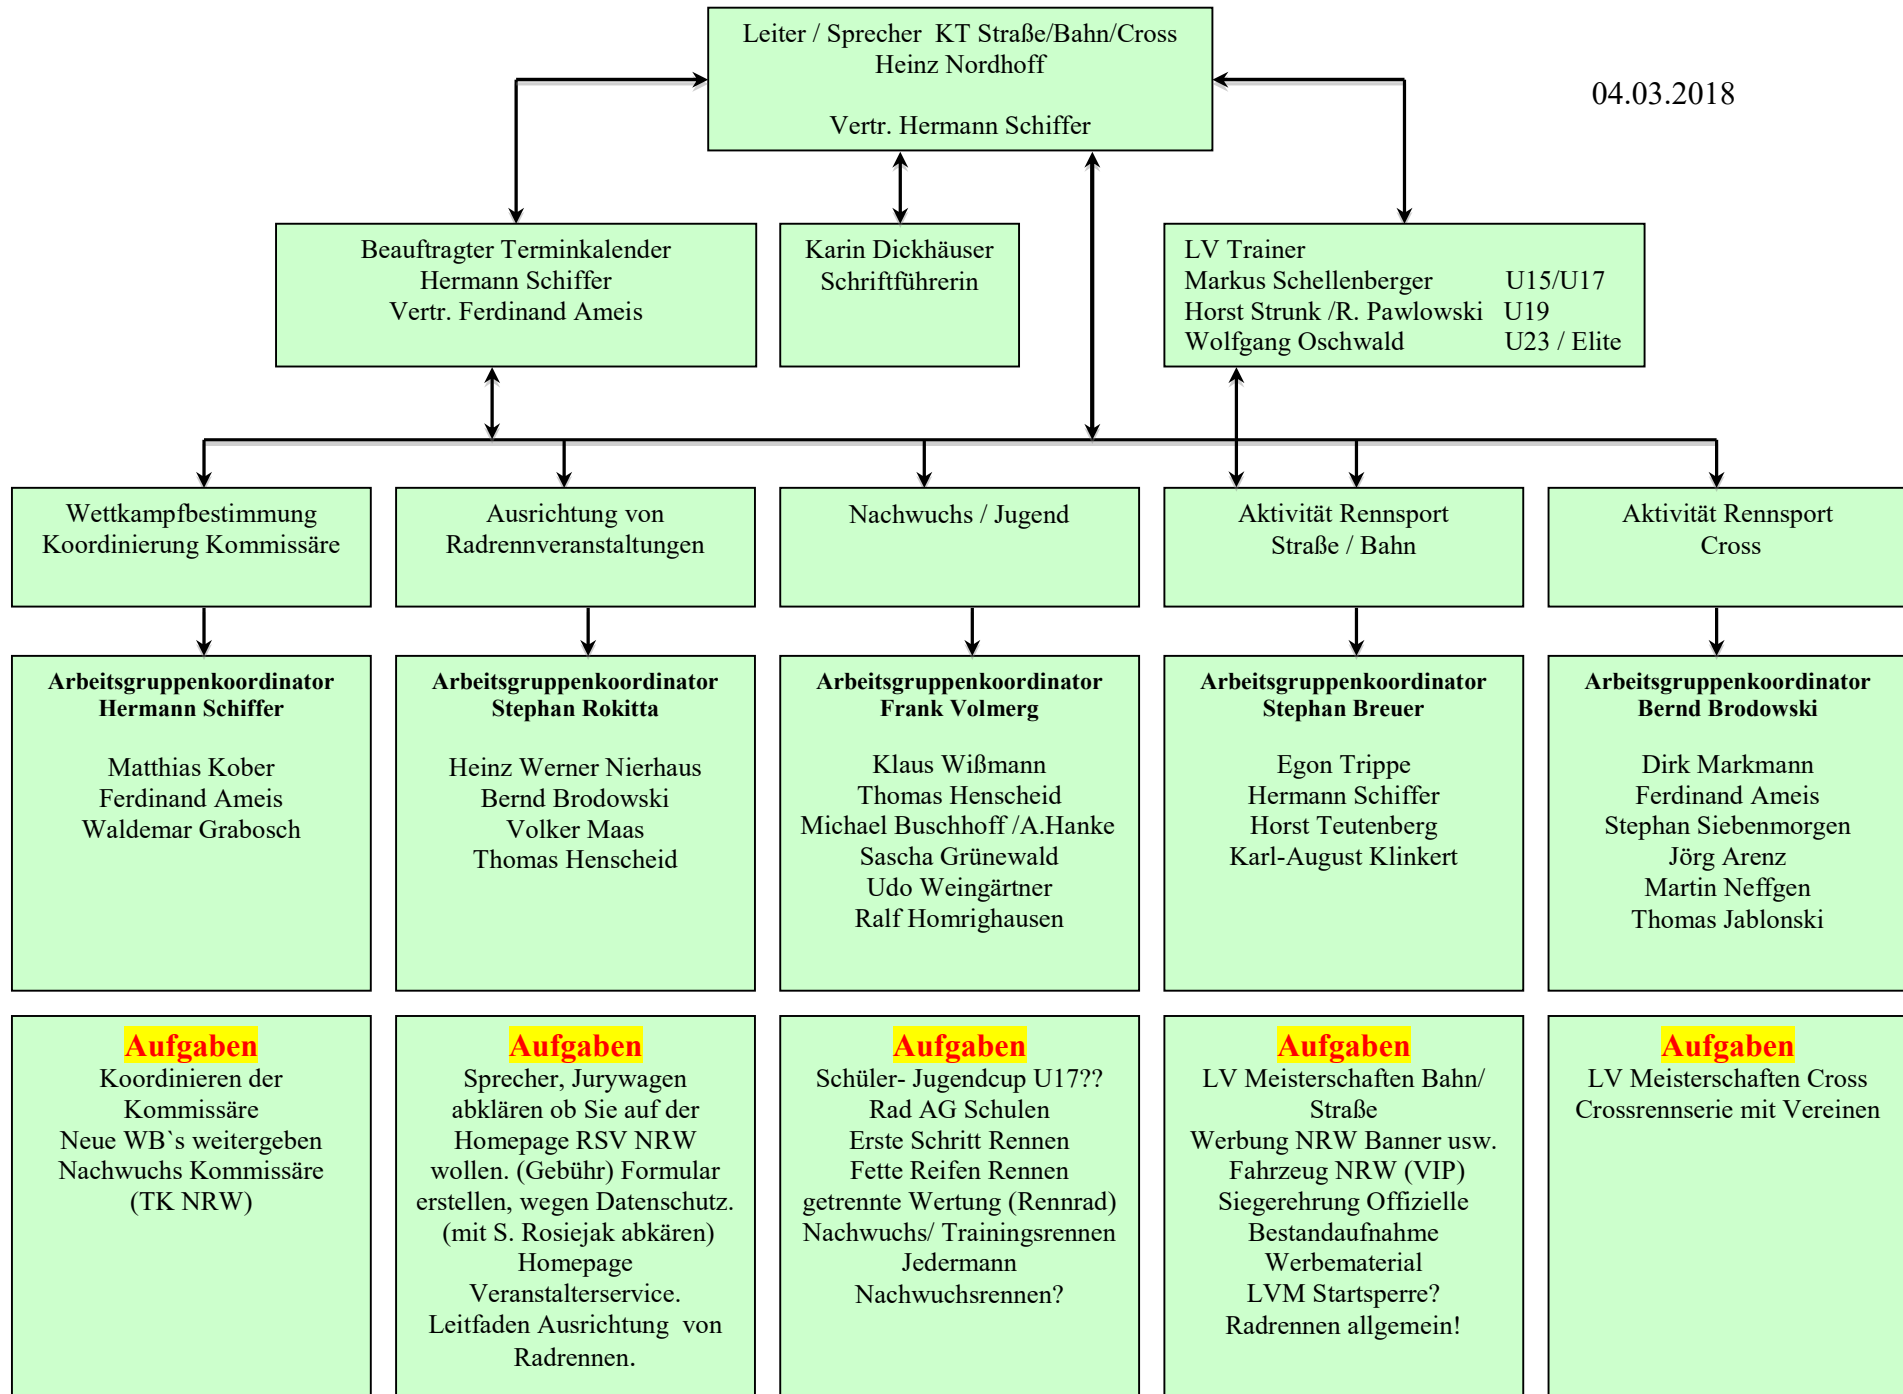 Leiter / Sprecher  KT Straße/Bahn/Cross
Heinz Nordhoff
Vertr. Hermann Schiffer
04.03.2018
Beauftragter Terminkalender
Hermann Schiffer
Vertr. Ferdinand Ameis
Karin Dickhäuser
Schriftführerin
LV Trainer
Markus Schellenberger U15/U17
Horst Strunk /R. Pawlowski U19
Wolfgang Oschwald U23 / Elite
Wettkampfbestimmung
Koordinierung Kommissäre
Ausrichtung von
Radrennveranstaltungen
Nachwuchs / Jugend
Aktivität Rennsport
Straße / Bahn
Aktivität Rennsport
Cross
Arbeitsgruppenkoordinator
Hermann Schiffer
Matthias Kober
Ferdinand Ameis
Waldemar Grabosch
Arbeitsgruppenkoordinator
Stephan Rokitta
Heinz Werner Nierhaus
Bernd Brodowski
Volker Maas
Thomas Henscheid
Arbeitsgruppenkoordinator
Frank Volmerg
Klaus Wißmann
Thomas Henscheid
Michael Buschhoff /A.Hanke
Sascha Grünewald
Udo Weingärtner
Ralf Homrighausen
Arbeitsgruppenkoordinator
Stephan Breuer
Egon Trippe
Hermann Schiffer
Horst Teutenberg
Karl-August Klinkert
Arbeitsgruppenkoordinator
Bernd Brodowski
Dirk Markmann
Ferdinand Ameis
Stephan Siebenmorgen
Jörg Arenz
Martin Neffgen
Thomas Jablonski
Aufgaben
Koordinieren der
Kommissäre
Neue WB`s weitergeben
Nachwuchs Kommissäre
(TK NRW)
Aufgaben
Sprecher, Jurywagen
abklären ob Sie auf der
Homepage RSV NRW
wollen. (Gebühr) Formular
erstellen, wegen Datenschutz.
(mit S. Rosiejak abkären)
Homepage
Veranstalterservice.
Leitfaden Ausrichtung  von
Radrennen.
Aufgaben
Schüler- Jugendcup U17??
Rad AG Schulen
Erste Schritt Rennen
Fette Reifen Rennen
getrennte Wertung (Rennrad)
Nachwuchs/ Trainingsrennen
Jedermann
Nachwuchsrennen?
Aufgaben
LV Meisterschaften Bahn/
Straße
Werbung NRW Banner usw.
Fahrzeug NRW (VIP)
Siegerehrung Offizielle
Bestandaufnahme
Werbematerial
LVM Startsperre?
Radrennen allgemein!
Aufgaben
LV Meisterschaften Cross
Crossrennserie mit Vereinen